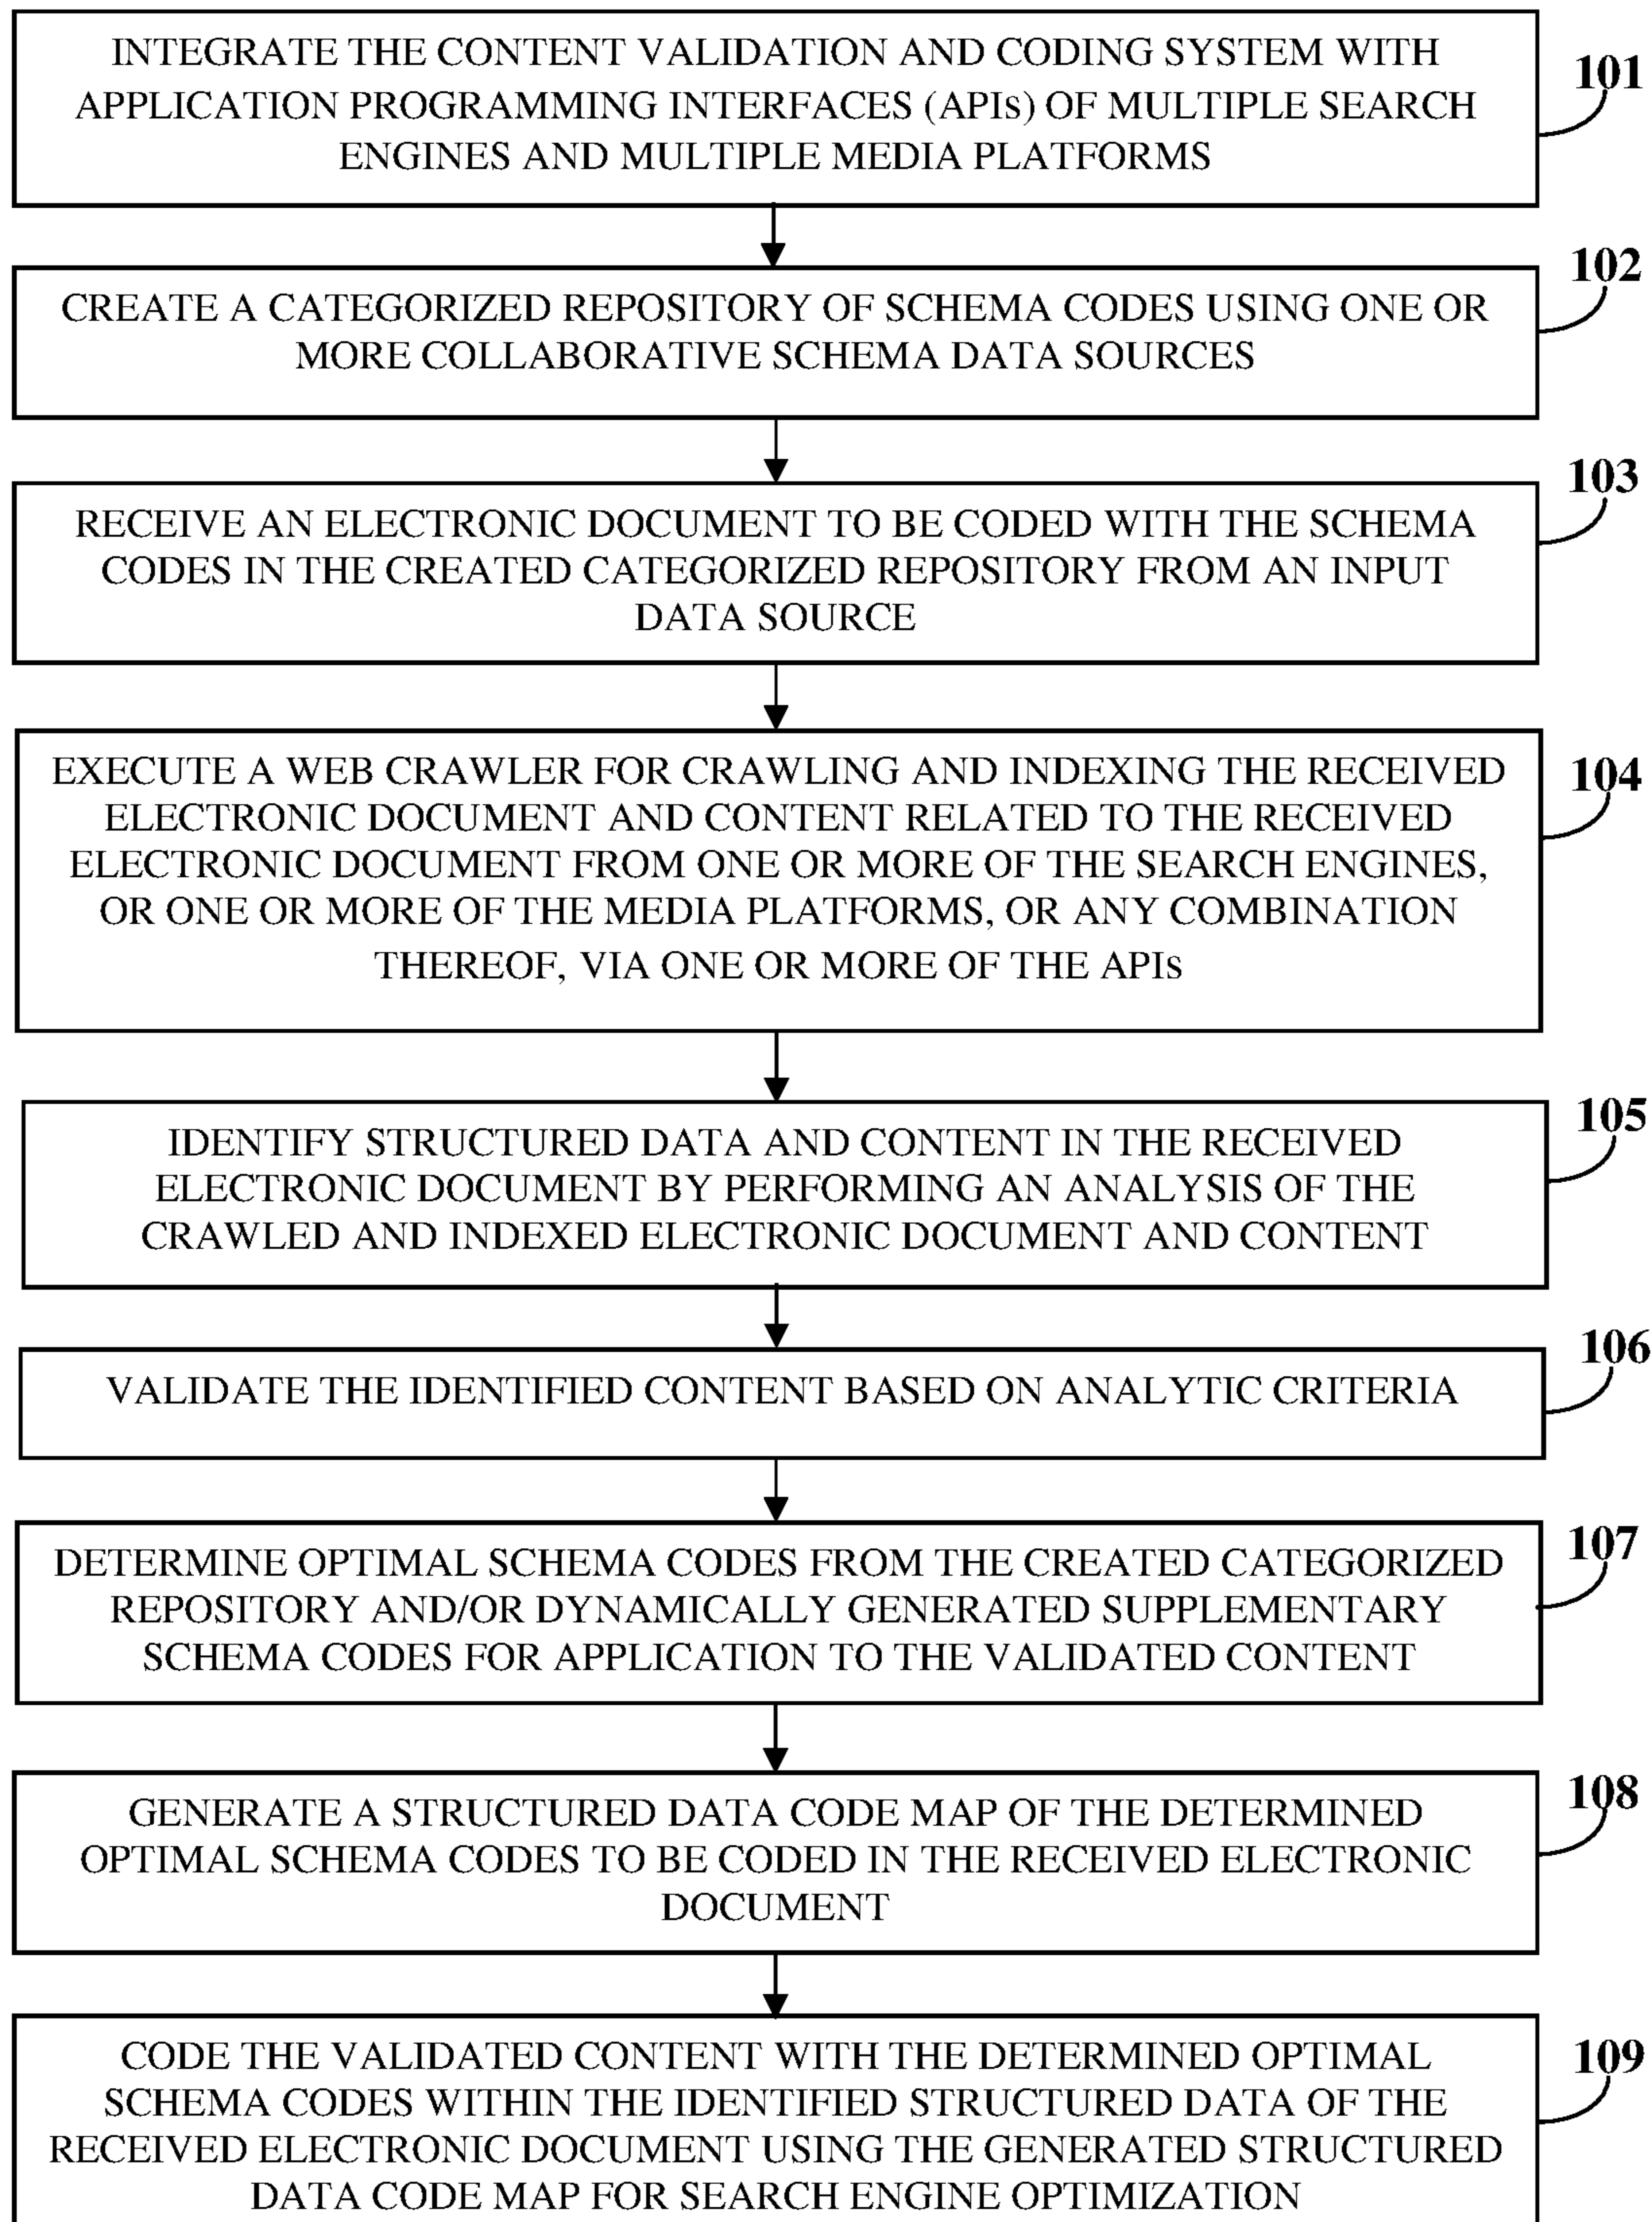 INTEGRATE THE CONTENT VALIDATION AND CODING SYSTEM WITH
APPLICATION PROGRAMMING INTERFACES (APIs) OF MULTIPLE SEARCH
ENGINES AND MULTIPLE MEDIA PLATFORMS
101
CREATE A CATEGORIZED REPOSITORY OF SCHEMA CODES USING ONE OR
MORE COLLABORATIVE SCHEMA DATA SOURCES
102
RECEIVE AN ELECTRONIC DOCUMENT TO BE CODED WITH THE SCHEMA
CODES IN THE CREATED CATEGORIZED REPOSITORY FROM AN INPUT
DATA SOURCE
103
EXECUTE A WEB CRAWLER FOR CRAWLING AND INDEXING THE RECEIVED
ELECTRONIC DOCUMENT AND CONTENT RELATED TO THE RECEIVED
ELECTRONIC DOCUMENT FROM ONE OR MORE OF THE SEARCH ENGINES,
OR ONE OR MORE OF THE MEDIA PLATFORMS, OR ANY COMBINATION
THEREOF, VIA ONE OR MORE OF THE APIs
104
IDENTIFY STRUCTURED DATA AND CONTENT IN THE RECEIVED
ELECTRONIC DOCUMENT BY PERFORMING AN ANALYSIS OF THE
CRAWLED AND INDEXED ELECTRONIC DOCUMENT AND CONTENT
105
VALIDATE THE IDENTIFIED CONTENT BASED ON ANALYTIC CRITERIA
106
DETERMINE OPTIMAL SCHEMA CODES FROM THE CREATED CATEGORIZED
REPOSITORY AND/OR DYNAMICALLY GENERATED SUPPLEMENTARY
SCHEMA CODES FOR APPLICATION TO THE VALIDATED CONTENT
107
GENERATE A STRUCTURED DATA CODE MAP OF THE DETERMINED
OPTIMAL SCHEMA CODES TO BE CODED IN THE RECEIVED ELECTRONIC
DOCUMENT
108
CODE THE VALIDATED CONTENT WITH THE DETERMINED OPTIMAL
SCHEMA CODES WITHIN THE IDENTIFIED STRUCTURED DATA OF THE
RECEIVED ELECTRONIC DOCUMENT USING THE GENERATED STRUCTURED
DATA CODE MAP FOR SEARCH ENGINE OPTIMIZATION
109